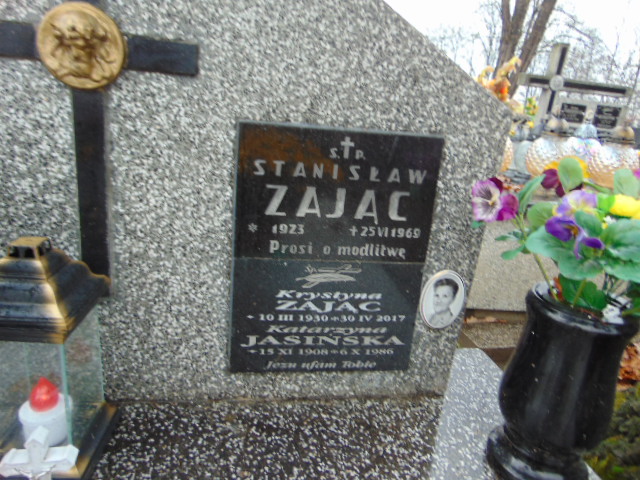 Ś.†P.
STANISŁAW
ZAJĄC
* 1923 + 25 VI 1969
Prosi o modlitwę
Śp.
Krystyna
ZAJĄC
* 10 III 1930 + 30 IV 2017
Katarzyna
JASIŃSKA
* 15 XI 1908 + 6 X 1986
Jezu ufam Tobie